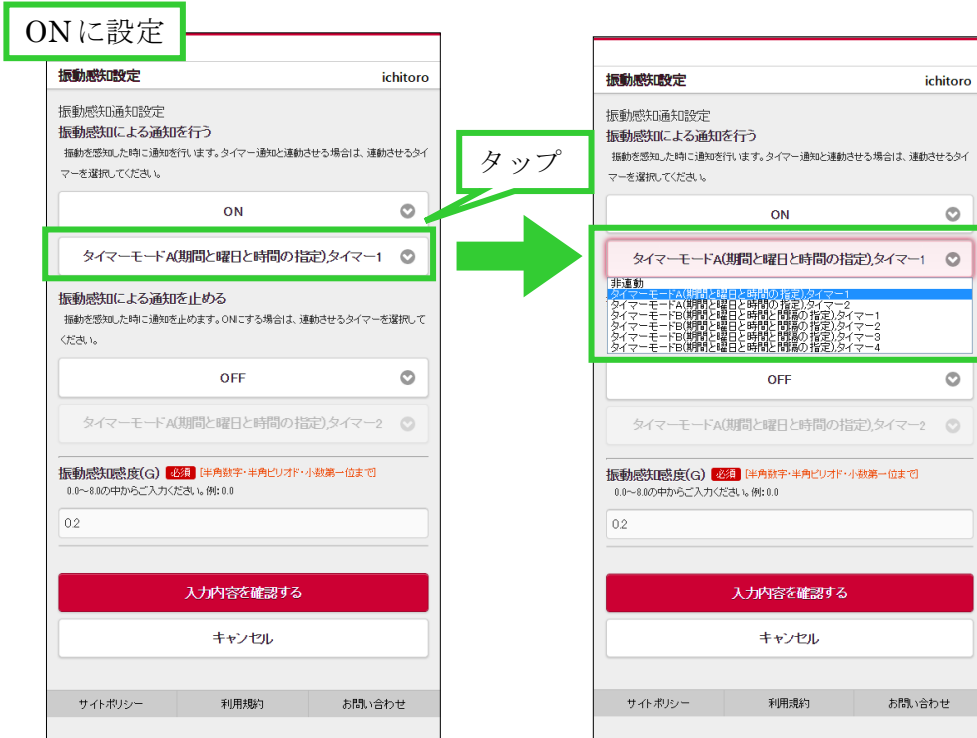 ONに設定
振動感知設定
ichitoro
振動感知通知設定
振動感知による通知を行う
振動を感知した時に通知を行います。タイマー通知と連動させる場合は、連動させるタイ
マーを選択してください。
ON
タイマーモードA(期間と曜日と時間の指定),タイマー1
振動感知による通知を止める
振動を感知した時に通知を止めます。ONにする場合は、連動させるタイマーを選択して
ください。
OFF
タイマーモードA(期間と曜日と時間の指定),タイマー2
振動感知感度(G) 必須 [半角数字・半角ピリオド・小数第一位まで]
0.0～8.0の中からご入力ください。例: 0.0
0.2
入力内容を確認する
キャンセル
サイトポリシー 利用規約 お問い合わせ
タップ
振動感知設定
ichitoro
振動感知通知設定
振動感知による通知を行う
振動を感知した時に通知を行います。タイマー通知と連動させる場合は、連動させるタイ
マーを選択してください。
ON
タイマーモードA(期間と曜日と時間の指定),タイマー1
非連動
タイマーモードA(期間と曜日と時間の指定),タイマー1
タイマーモードA(期間と曜日と時間の指定),タイマー2
タイマーモードB(期間と曜日と時間と間隔の指定),タイマー1
タイマーモードB(期間と曜日と時間と間隔の指定),タイマー2
タイマーモードB(期間と曜日と時間と間隔の指定),タイマー3
タイマーモードB(期間と曜日と時間と間隔の指定),タイマー4
OFF
タイマーモードA(期間と曜日と時間の指定),タイマー2
振動感知感度(G) 必須 [半角数字・半角ピリオド・小数第一位まで]
0.0～8.0の中からご入力ください。例: 0.0
0.2
入力内容を確認する
キャンセル
サイトポリシー 利用規約 お問い合わせ